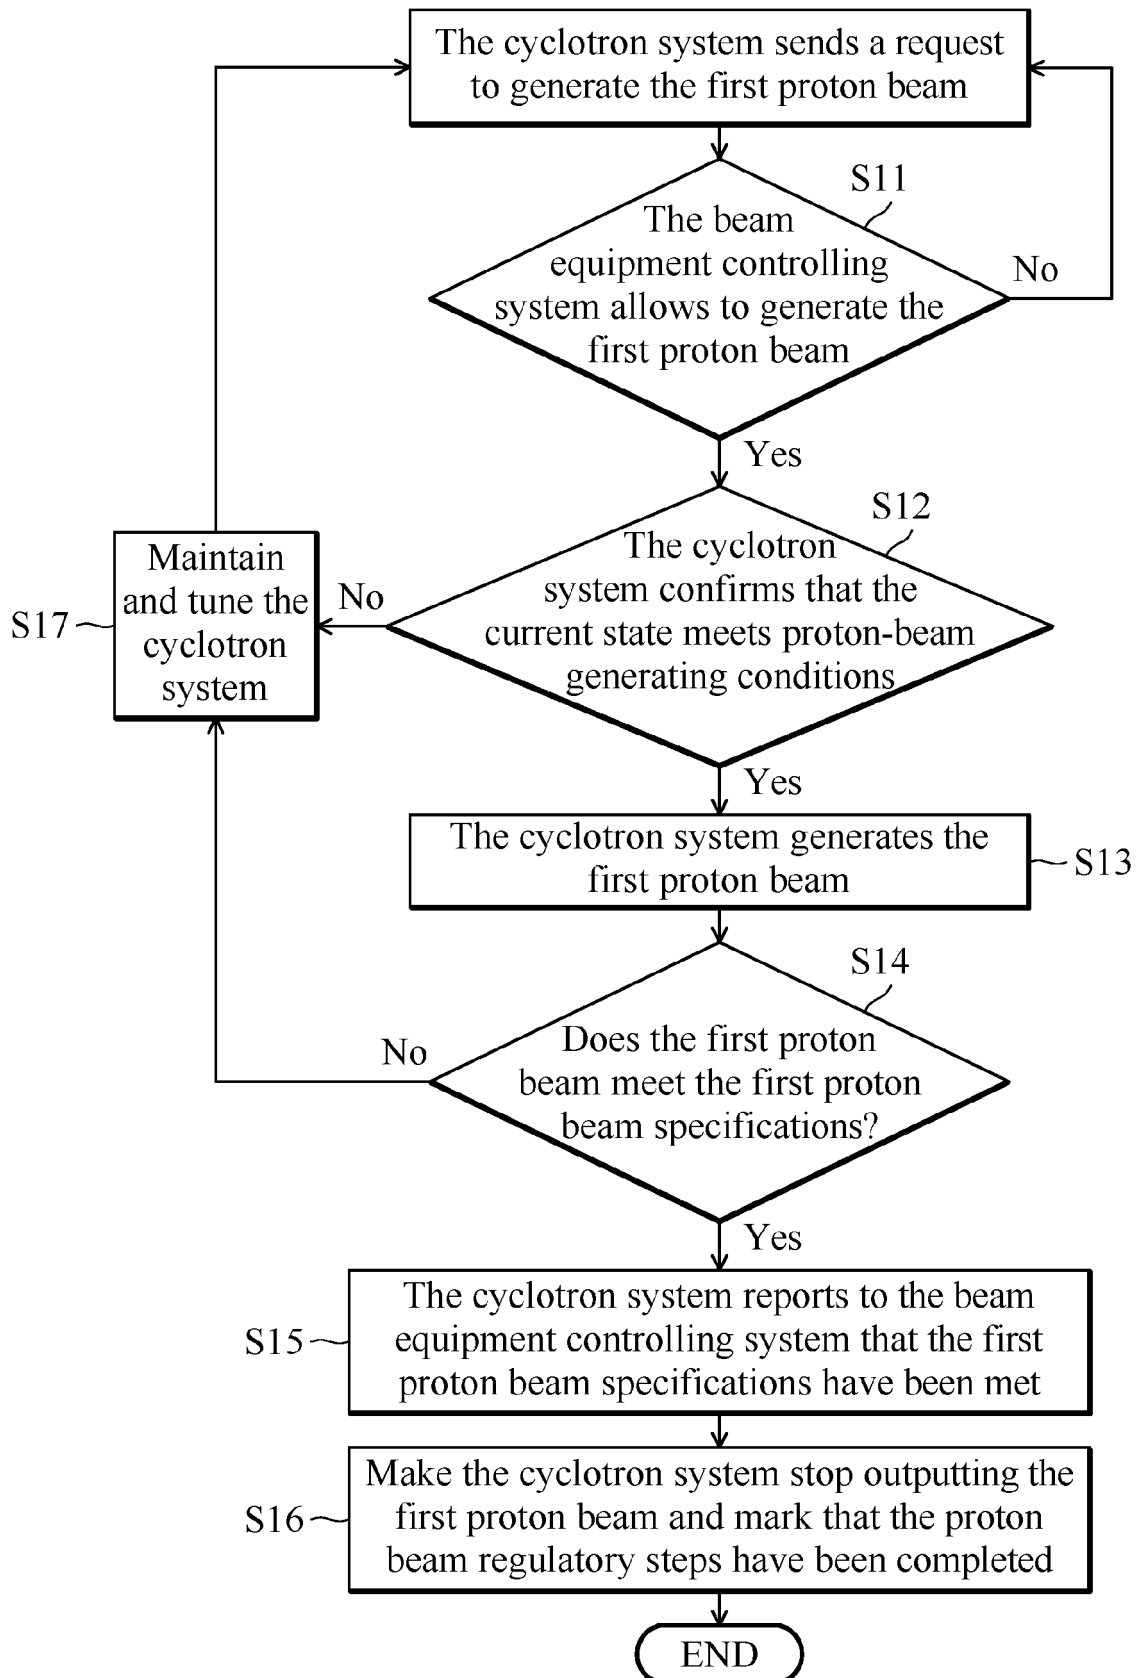 The cyclotron system sends a request
to generate the first proton beam
S11
The beam
equipment controlling
system allows to generate the
first proton beam
No
Yes
S12
The cyclotron
system confirms that the
current state meets proton-beam
generating conditions
No
Maintain
and tune the
cyclotron
system
S17
Yes
The cyclotron system generates the
first proton beam
S13
S14
Does the first proton
beam meet the first proton
beam specifications?
No
Yes
The cyclotron system reports to the beam
equipment controlling system that the first
proton beam specifications have been met
S15
Make the cyclotron system stop outputting the
first proton beam and mark that the proton
beam regulatory steps have been completed
S16
END